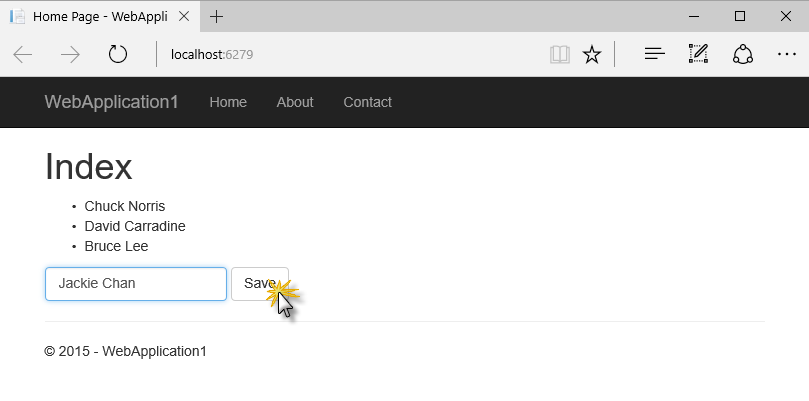 Home Page - WebAppli
localhost:6279
WebApplication1 Home About Contact
Index
• Chuck Norris
• David Carradine
• Bruce Lee
Jackie Chan Save
© 2015 - WebApplication1